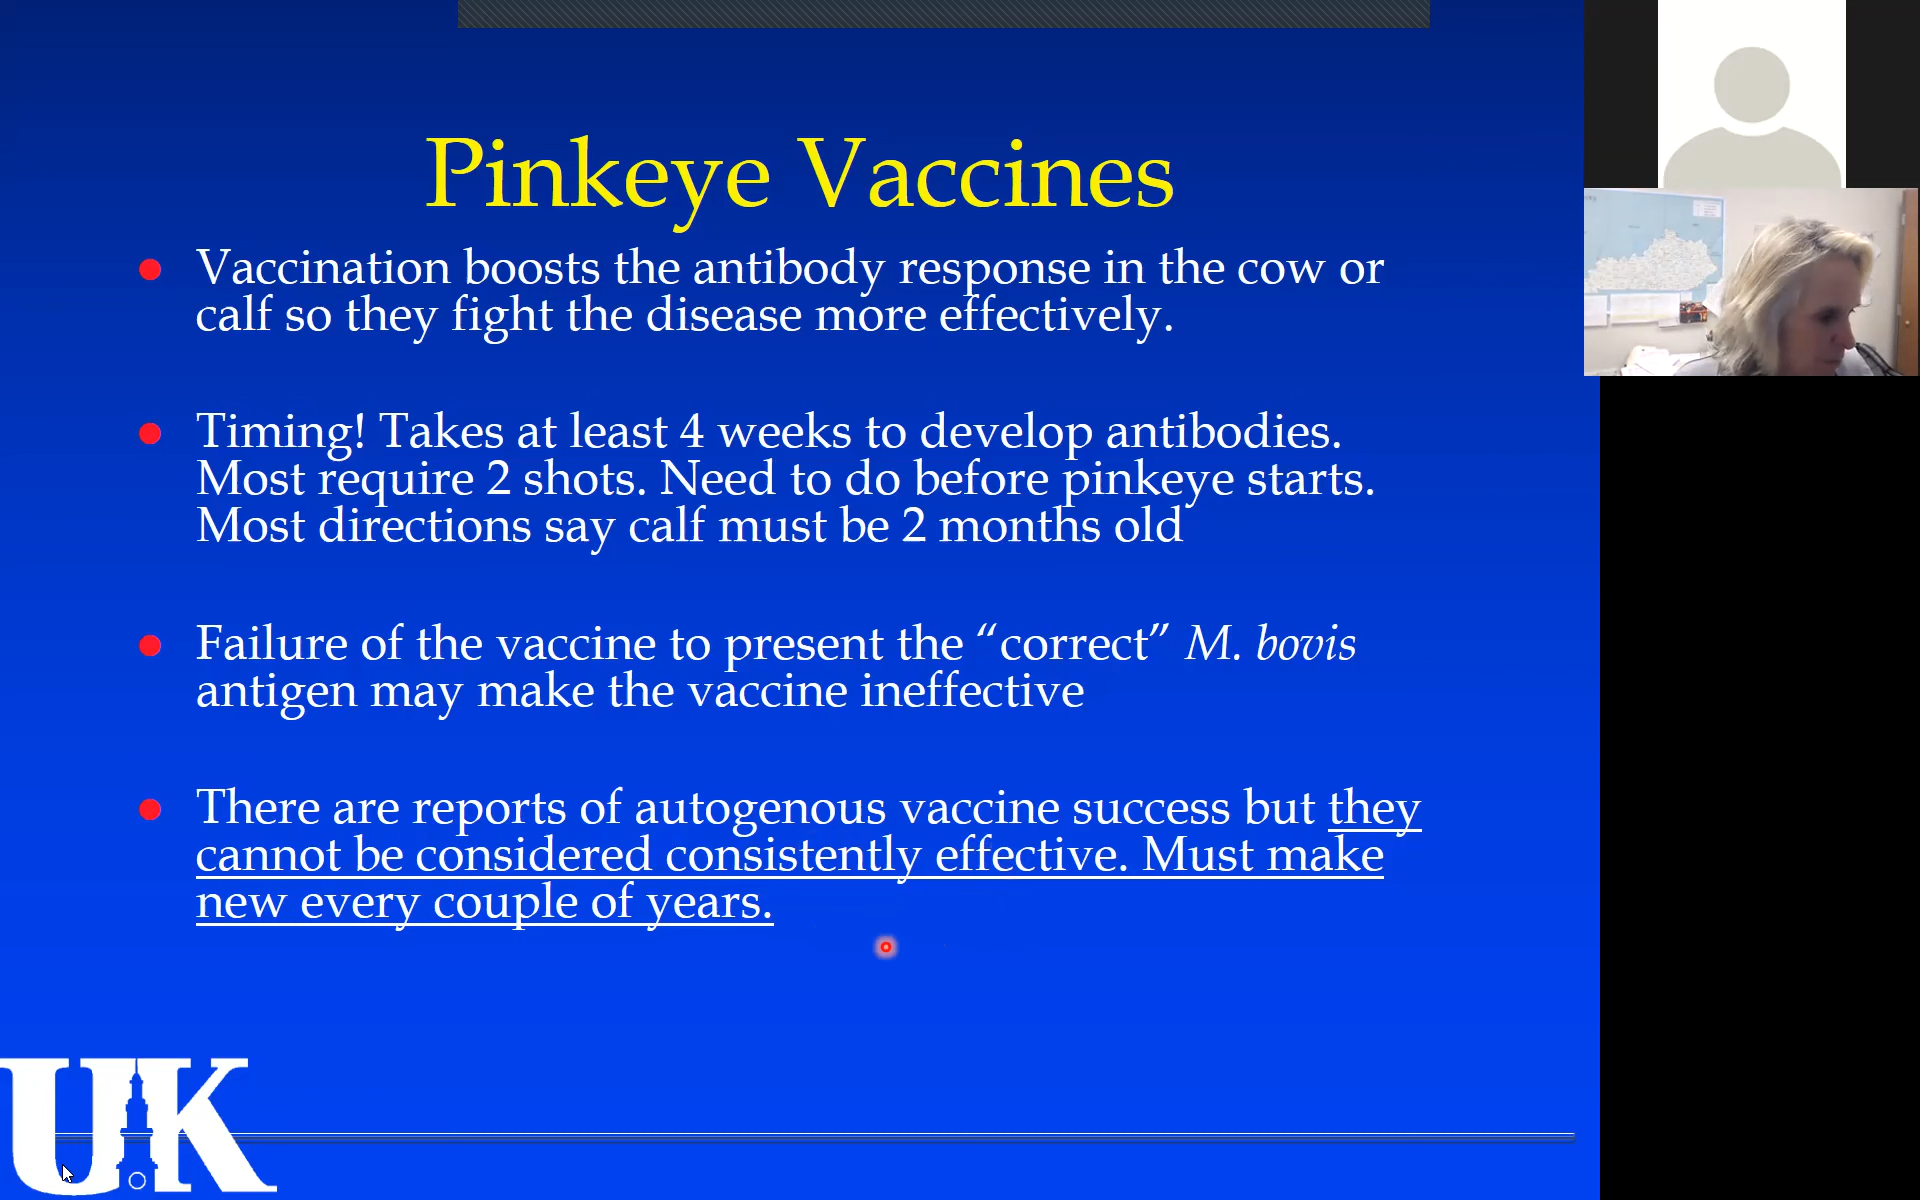 Pinkeye Vaccines
Vaccination boosts the antibody response in the cow or
calf so they fight the disease more effectively.
Timing! Takes at least 4 weeks to develop antibodies.
Most require 2 shots. Need to do before pinkeye starts.
Most directions say calf must be 2 months old
Failure of the vaccine to present the “correct” M. bovis
antigen may make the vaccine ineffective
There are reports of autogenous vaccine success but they
cannot be considered consistently effective. Must make
new every couple of years.
UK